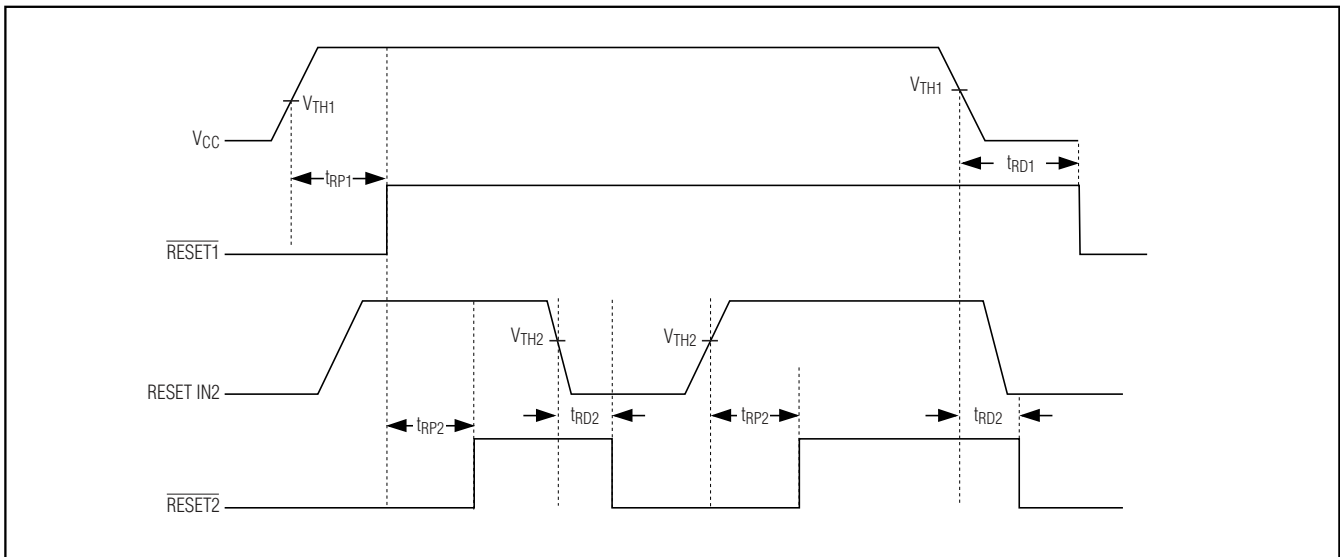 VTH1
VTH1
VCC
tRP1
tRD1
RESET1
VTH2
VTH2
RESET IN2
tRP2
tRD2
tRP2
tRD2
RESET2